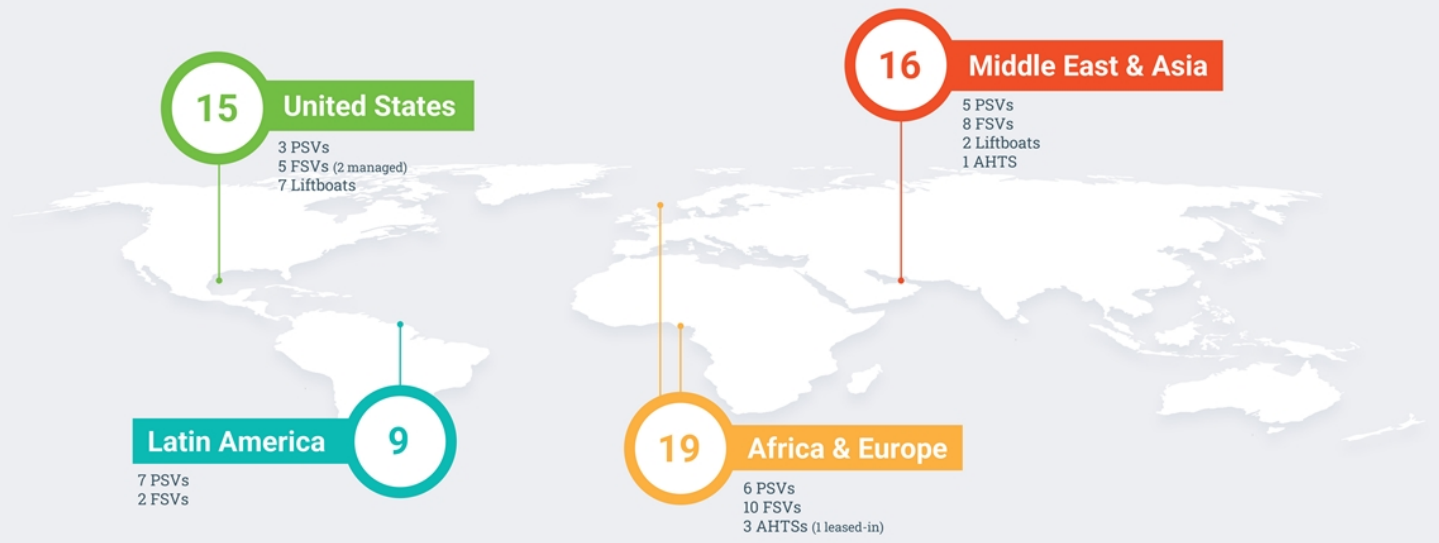 15
United States
3 PSVs
5 FSVs (2 managed)
7 Liftboats
16
Middle East & Asia
5 PSVs
8 FSVs
2 Liftboats
1 AHTS
Latin America
9
7 PSVs
2 FSVs
19
Africa & Europe
6 PSVs
10 FSVs
3 AHTSs (1 leased-in)